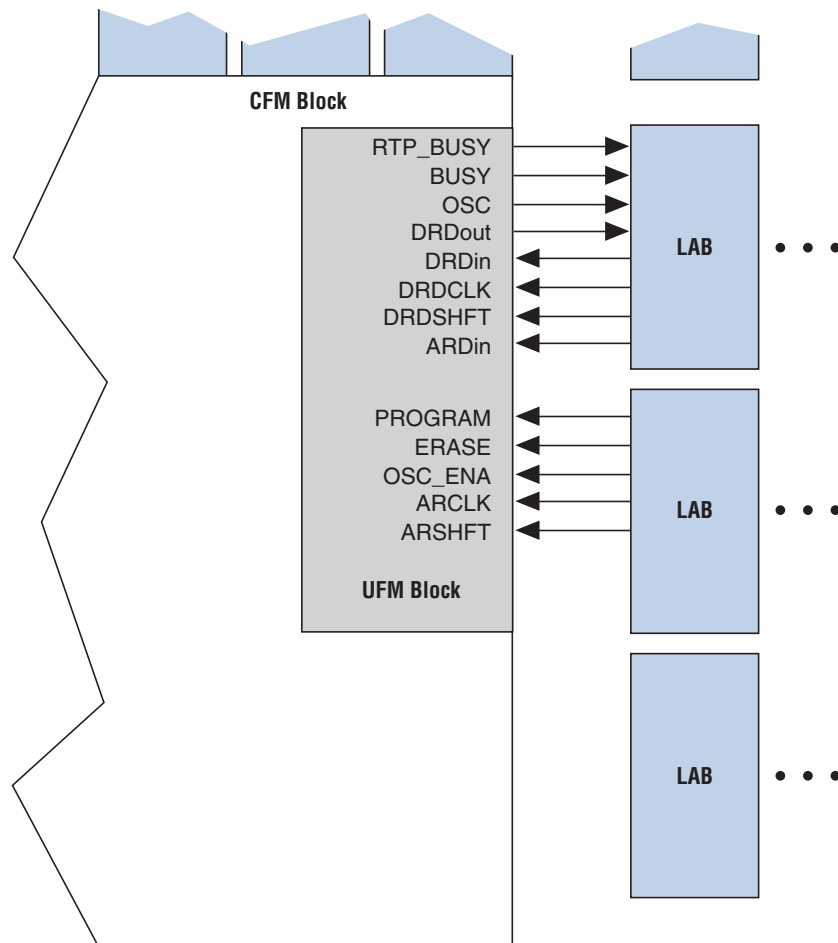 CFM Block
RTP_BUSY
BUSY
OSC
DRDout
DRDin
DRDCLK
DRDSHFT
ARDin
LAB
PROGRAM
ERASE
OSC_ENA
ARCLK
ARSHFT
LAB
UFM Block
LAB